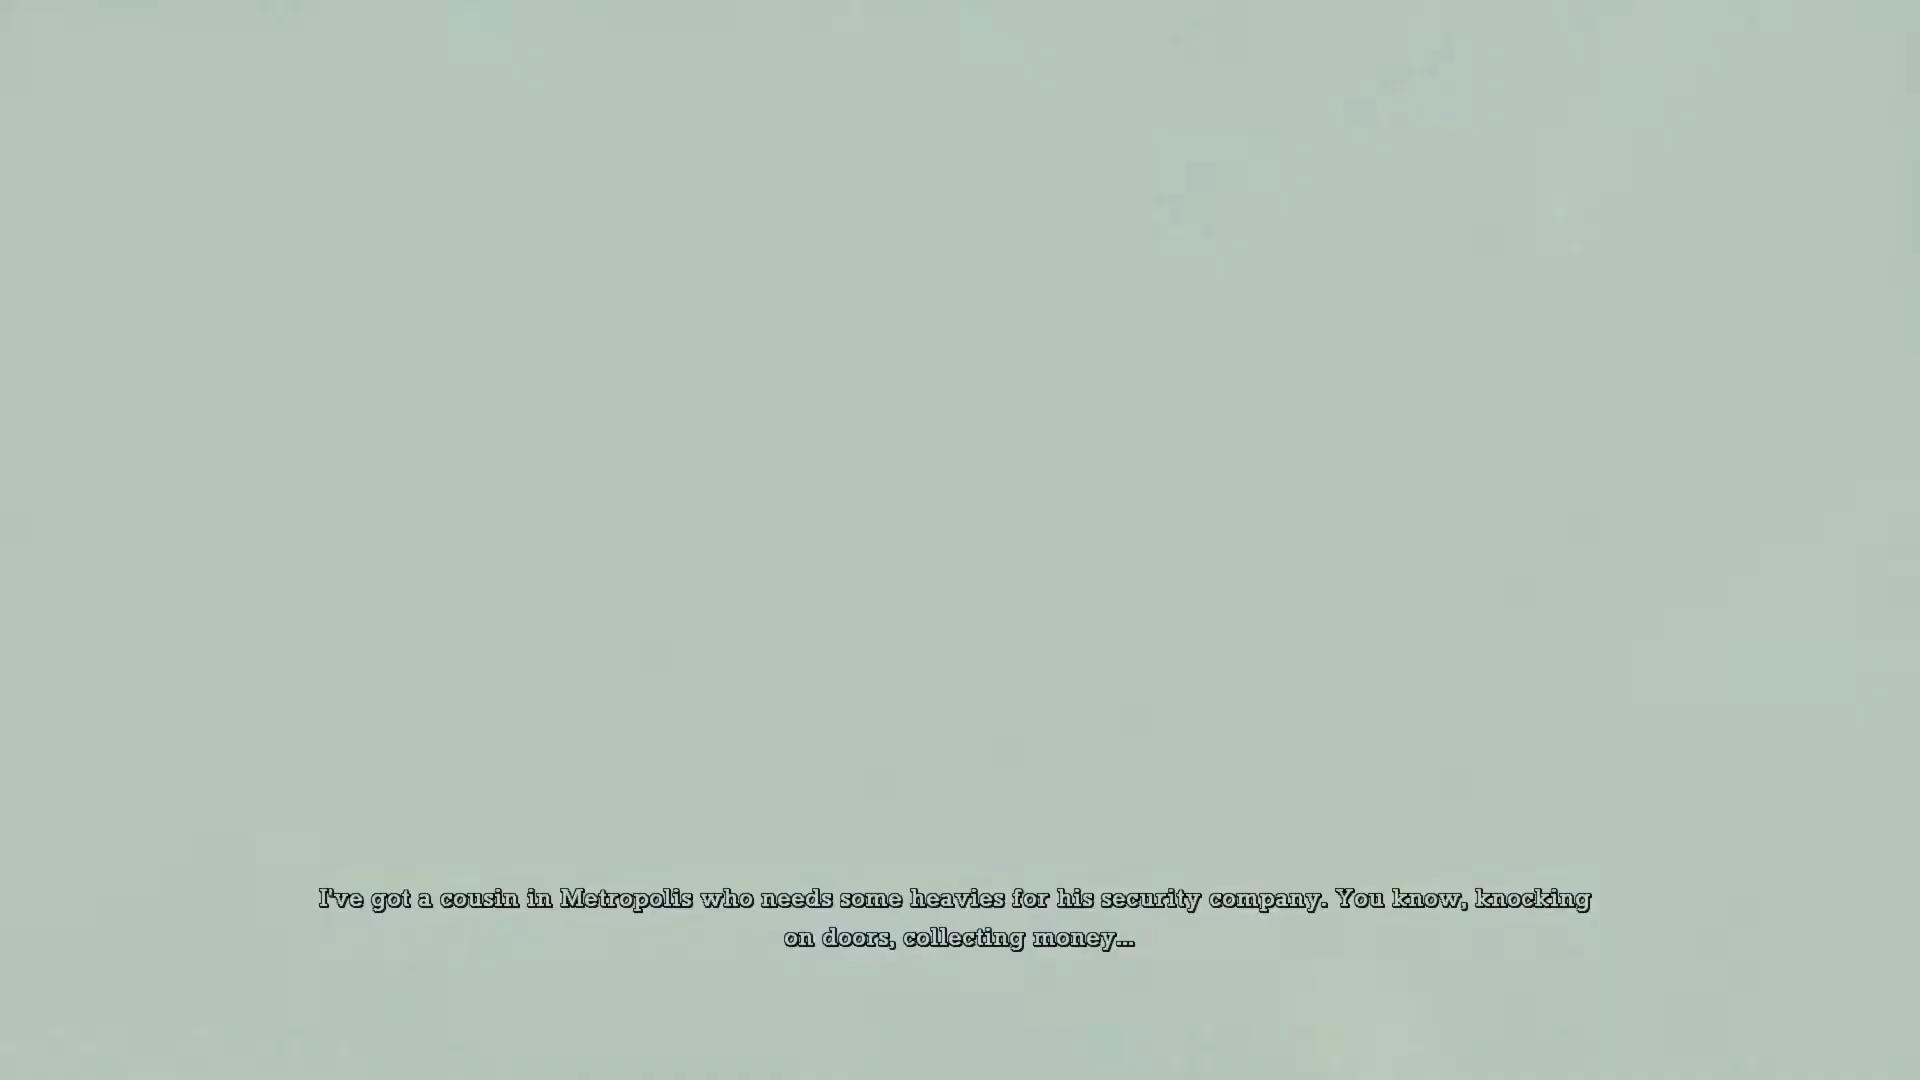 I've got a cousin in Metropolis who needs some heavies for his security company. You know, knocking
on doors, collecting money...